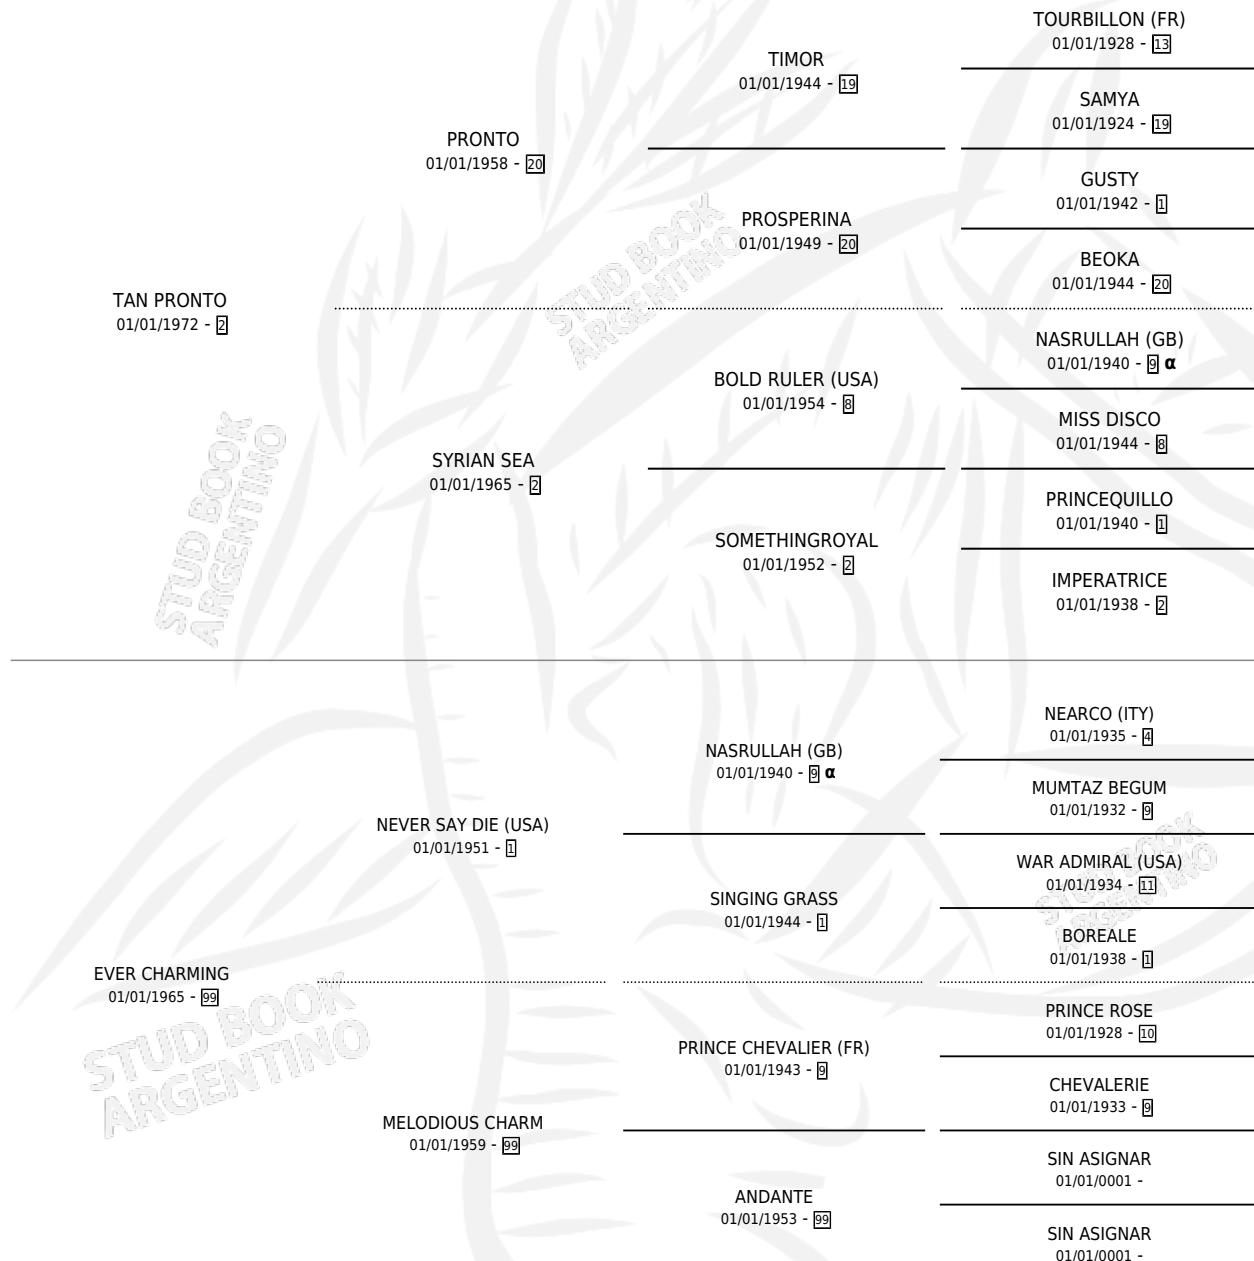 TOURBILLON (FR)
01/01/1928 - 13
TIMOR
01/01/1944 - 19
SAMYA
01/01/1924 - 19
PRONTO
01/01/1958 - 20
GUSTY
01/01/1942 - 1
PROSPERINA
01/01/1949 - 20
BEOKA
01/01/1944 - 20
STUD BOOK
ARGENTINO
TAN PRONTO
01/01/1972 - 2
NASRULLAH (GB)
01/01/1940 - 9 α
BOLD RULER (USA)
01/01/1954 - 8
MISS DISCO
01/01/1944 - 8
SYRIAN SEA
01/01/1965 - 2
PRINCEQUILLO
01/01/1940 - 1
SOMETHINGROYAL
01/01/1952 - 2
IMPERATRICE
01/01/1938 - 2
STUD BOOK
ARGENTINO
NEARCO (ITY)
01/01/1935 - 4
NASRULLAH (GB)
01/01/1940 - 9 α
MUMTAZ BEGUM
01/01/1932 - 9
NEVER SAY DIE (USA)
01/01/1951 - 1
WAR ADMIRAL (USA)
01/01/1934 - 11
SINGING GRASS
01/01/1944 - 1
STUD BOOK
ARGENTINO
BOREALE
01/01/1938 - 1
EVER CHARMING
01/01/1965 - 99
STUD BOOK
ARGENTINO
PRINCE ROSE
01/01/1928 - 10
PRINCE CHEVALIER (FR)
01/01/1943 - 9
CHEVALERIE
01/01/1933 - 9
MELODIOUS CHARM
01/01/1959 - 99
SIN ASIGNAR
01/01/0001 -
ANDANTE
01/01/1953 - 99
SIN ASIGNAR
01/01/0001 -